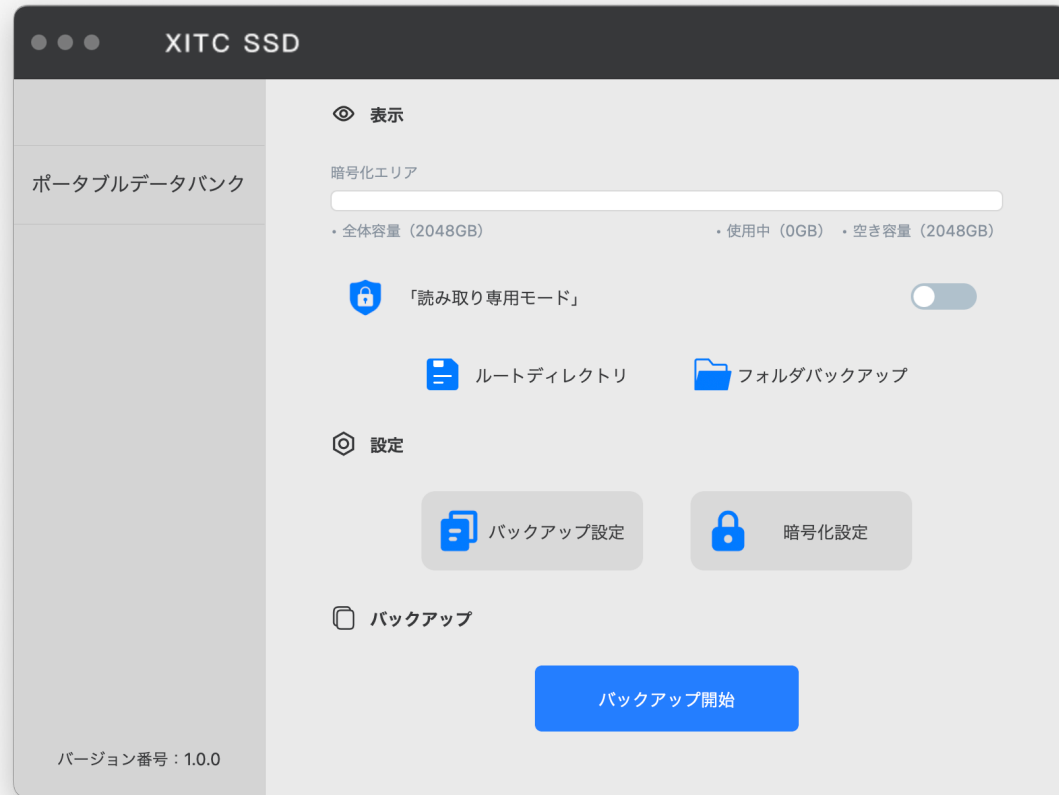 XITC SSD
表示
ポータブルデータバンク
暗号化エリア
・全体容量（2048GB）
・使用中（0GB） ・空き容量（2048GB）
「読み取り専用モード」
ルートディレクトリ
フォルダバックアップ
設定
バックアップ設定
暗号化設定
バックアップ
バックアップ開始
バージョン番号：1.0.0